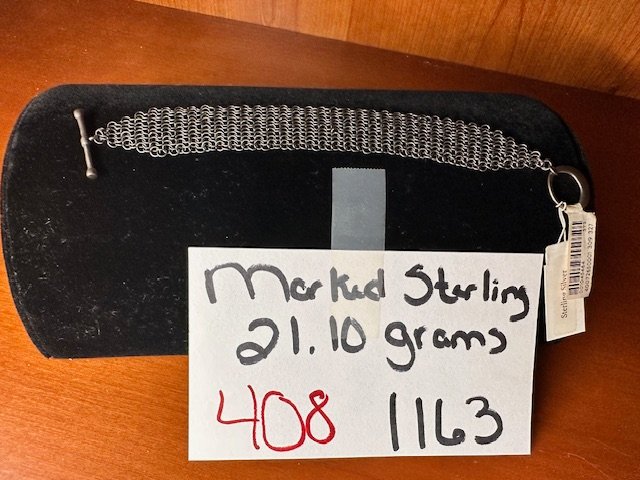 Marked Sterling
21.10 grams
408 1163
Sterling Silver